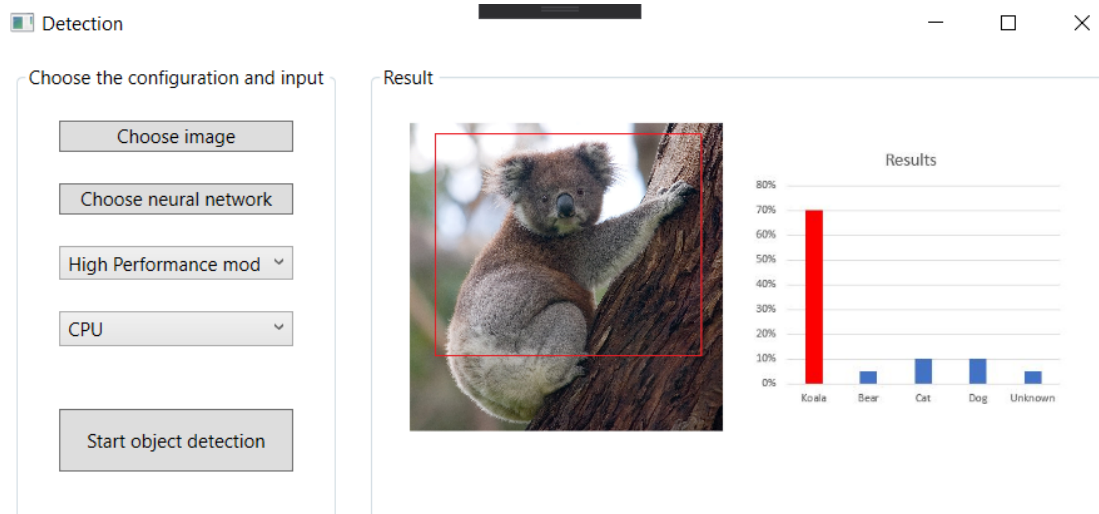 Detection
Choose the configuration and input
Choose image
Choose neural network
High Performance mod
CPU
Start object detection
Result
Results
80%
70%
60%
50%
40%
30%
20%
10%
0%
Koala Bear Cat Dog Unknown